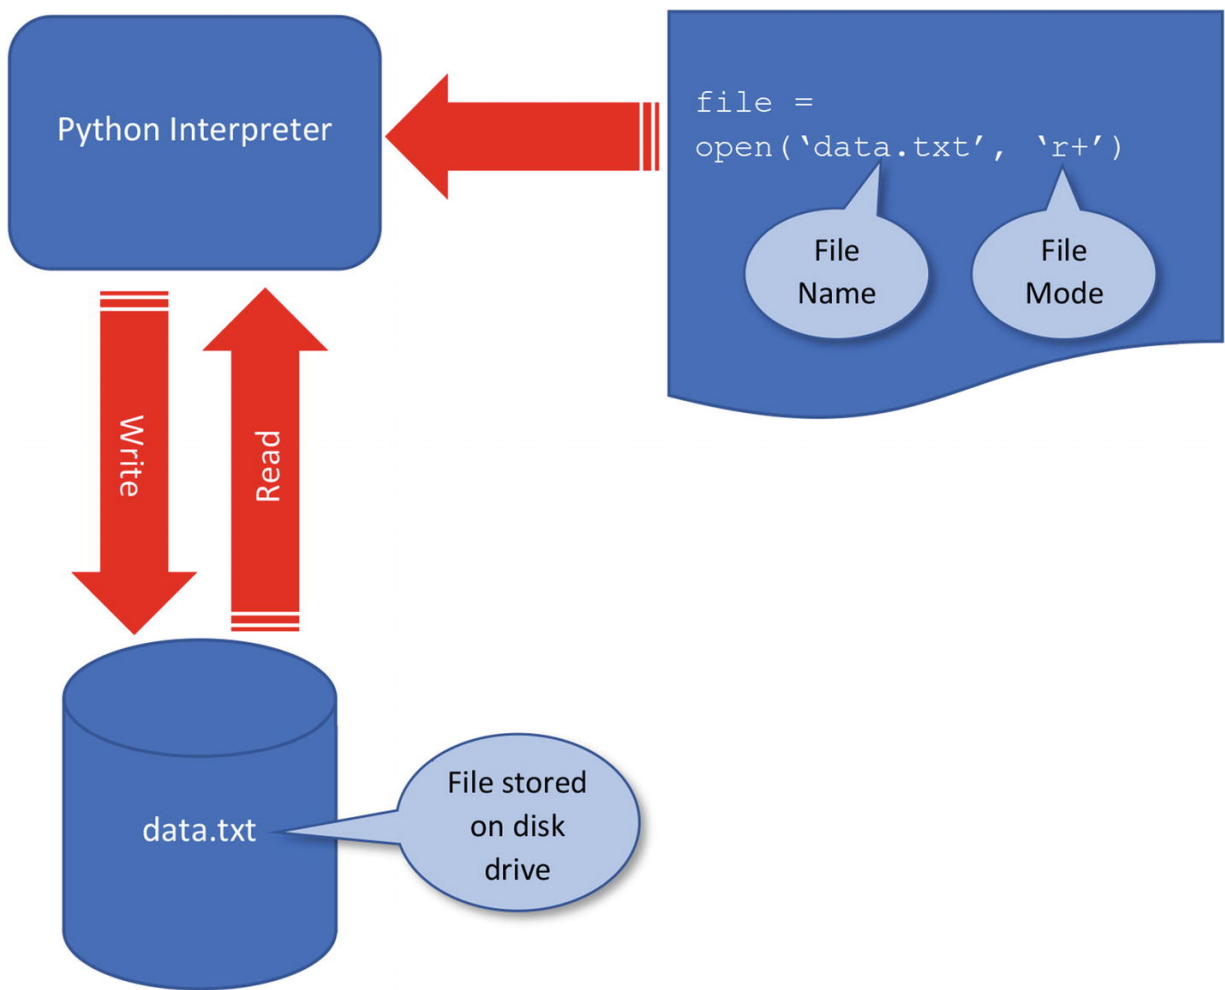 Python Interpreter
file =
open(‘data.txt’, ‘r+’)
File
Name
File
Mode
Write
Read
data.txt
File stored
on disk
drive